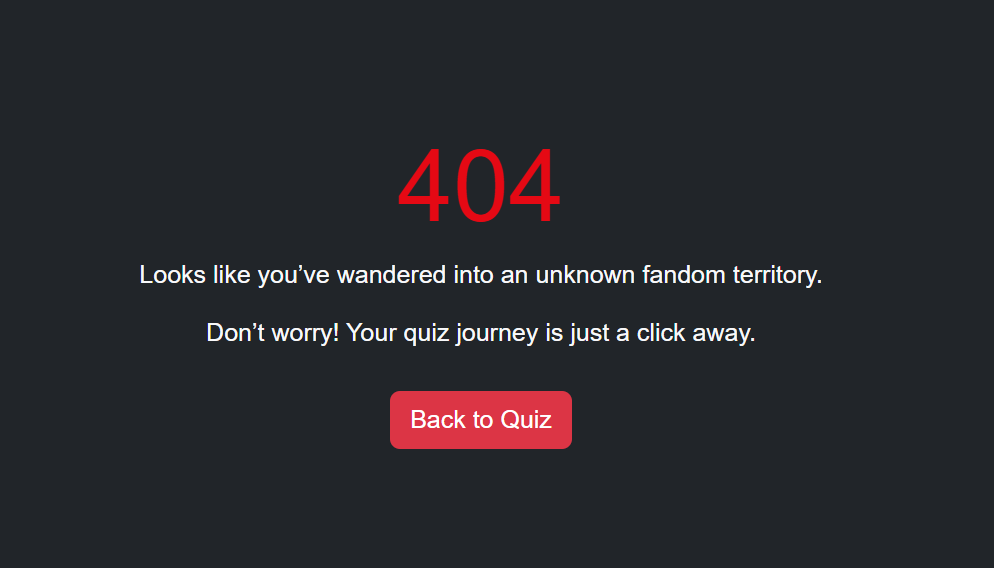 404
Looks like you’ve wandered into an unknown fandom territory.
Don’t worry! Your quiz journey is just a click away.
Back to Quiz